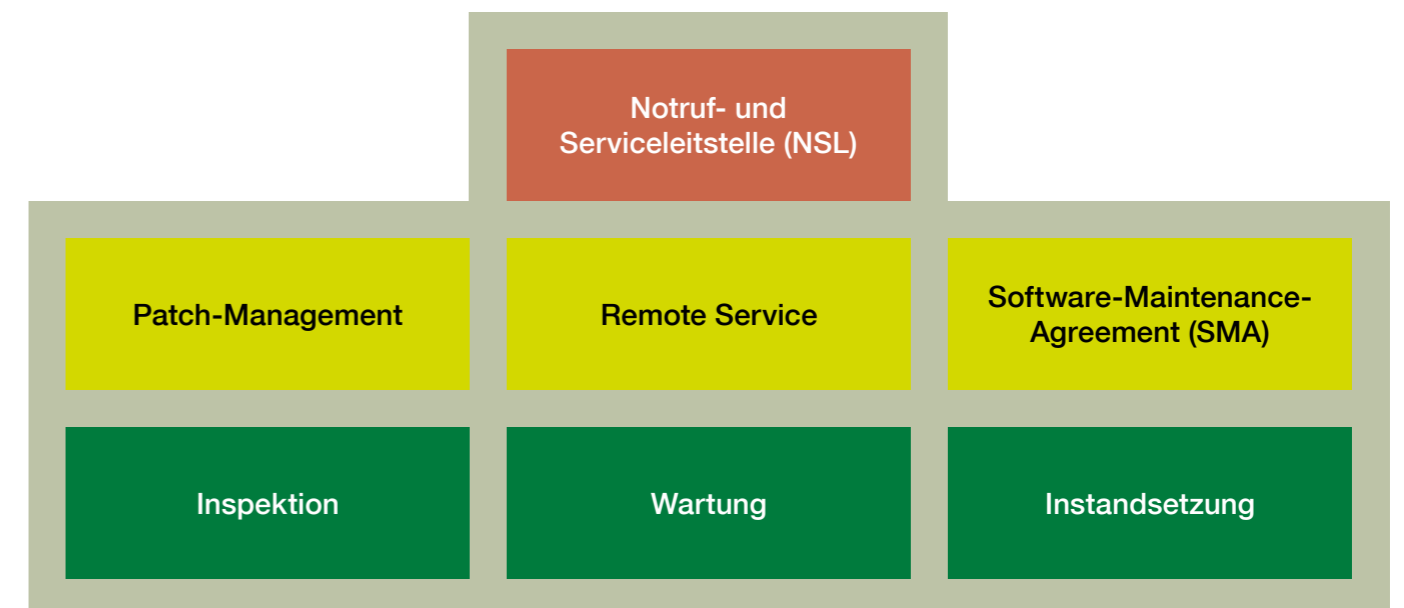 Notruf- und
Serviceleitstelle (NSL)
Patch-Management
Remote Service
Software-Maintenance-
Agreement (SMA)
Inspektion
Wartung
Instandsetzung